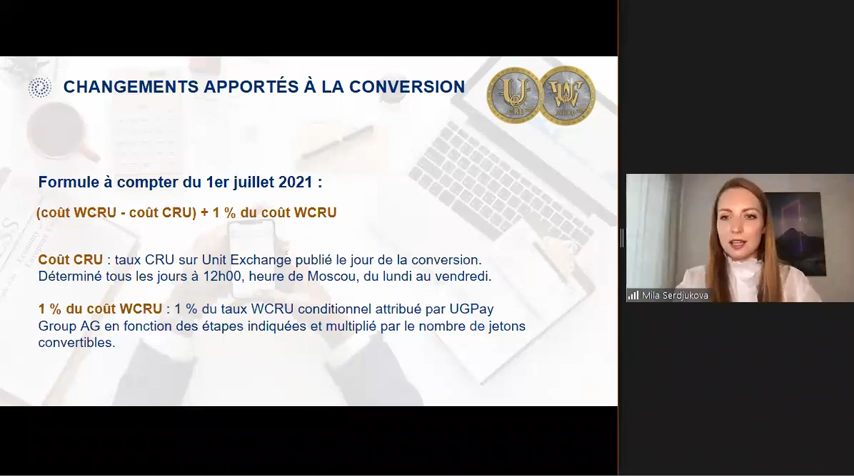 CHANGEMENTS APPORTÉS À LA CONVERSION
Formule à compter du 1er juillet 2021 :
(coût WCRU - coût CRU) + 1 % du coût WCRU
Coût CRU : taux CRU sur Unit Exchange publié le jour de la conversion.
Déterminé tous les jours à 12h00, heure de Moscou, du lundi au vendredi.
1 % du coût WCRU : 1 % du taux WCRU conditionnel attribué par UGPay
Group AG en fonction des étapes indiquées et multiplié par le nombre de jetons
convertibles.
Mila Serdjukova